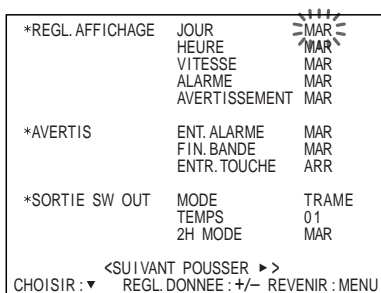 *REGL.AFFICHAGE JOUR MAR
HEURE MAR
VITESSE MAR
ALARME MAR
AVERTISSEMENT MAR
*AVERTIS ENT.ALARME MAR
FIN.BANDE MAR
ENTR.TOUCHE ARR
*SORTIE SW OUT MODE TRAME
TEMPS 01
2H MODE MAR
<SUIVANT POUSSER ►>
CHOISIR:▼ REGL.DONNEE:+/– REVENIR:MENU